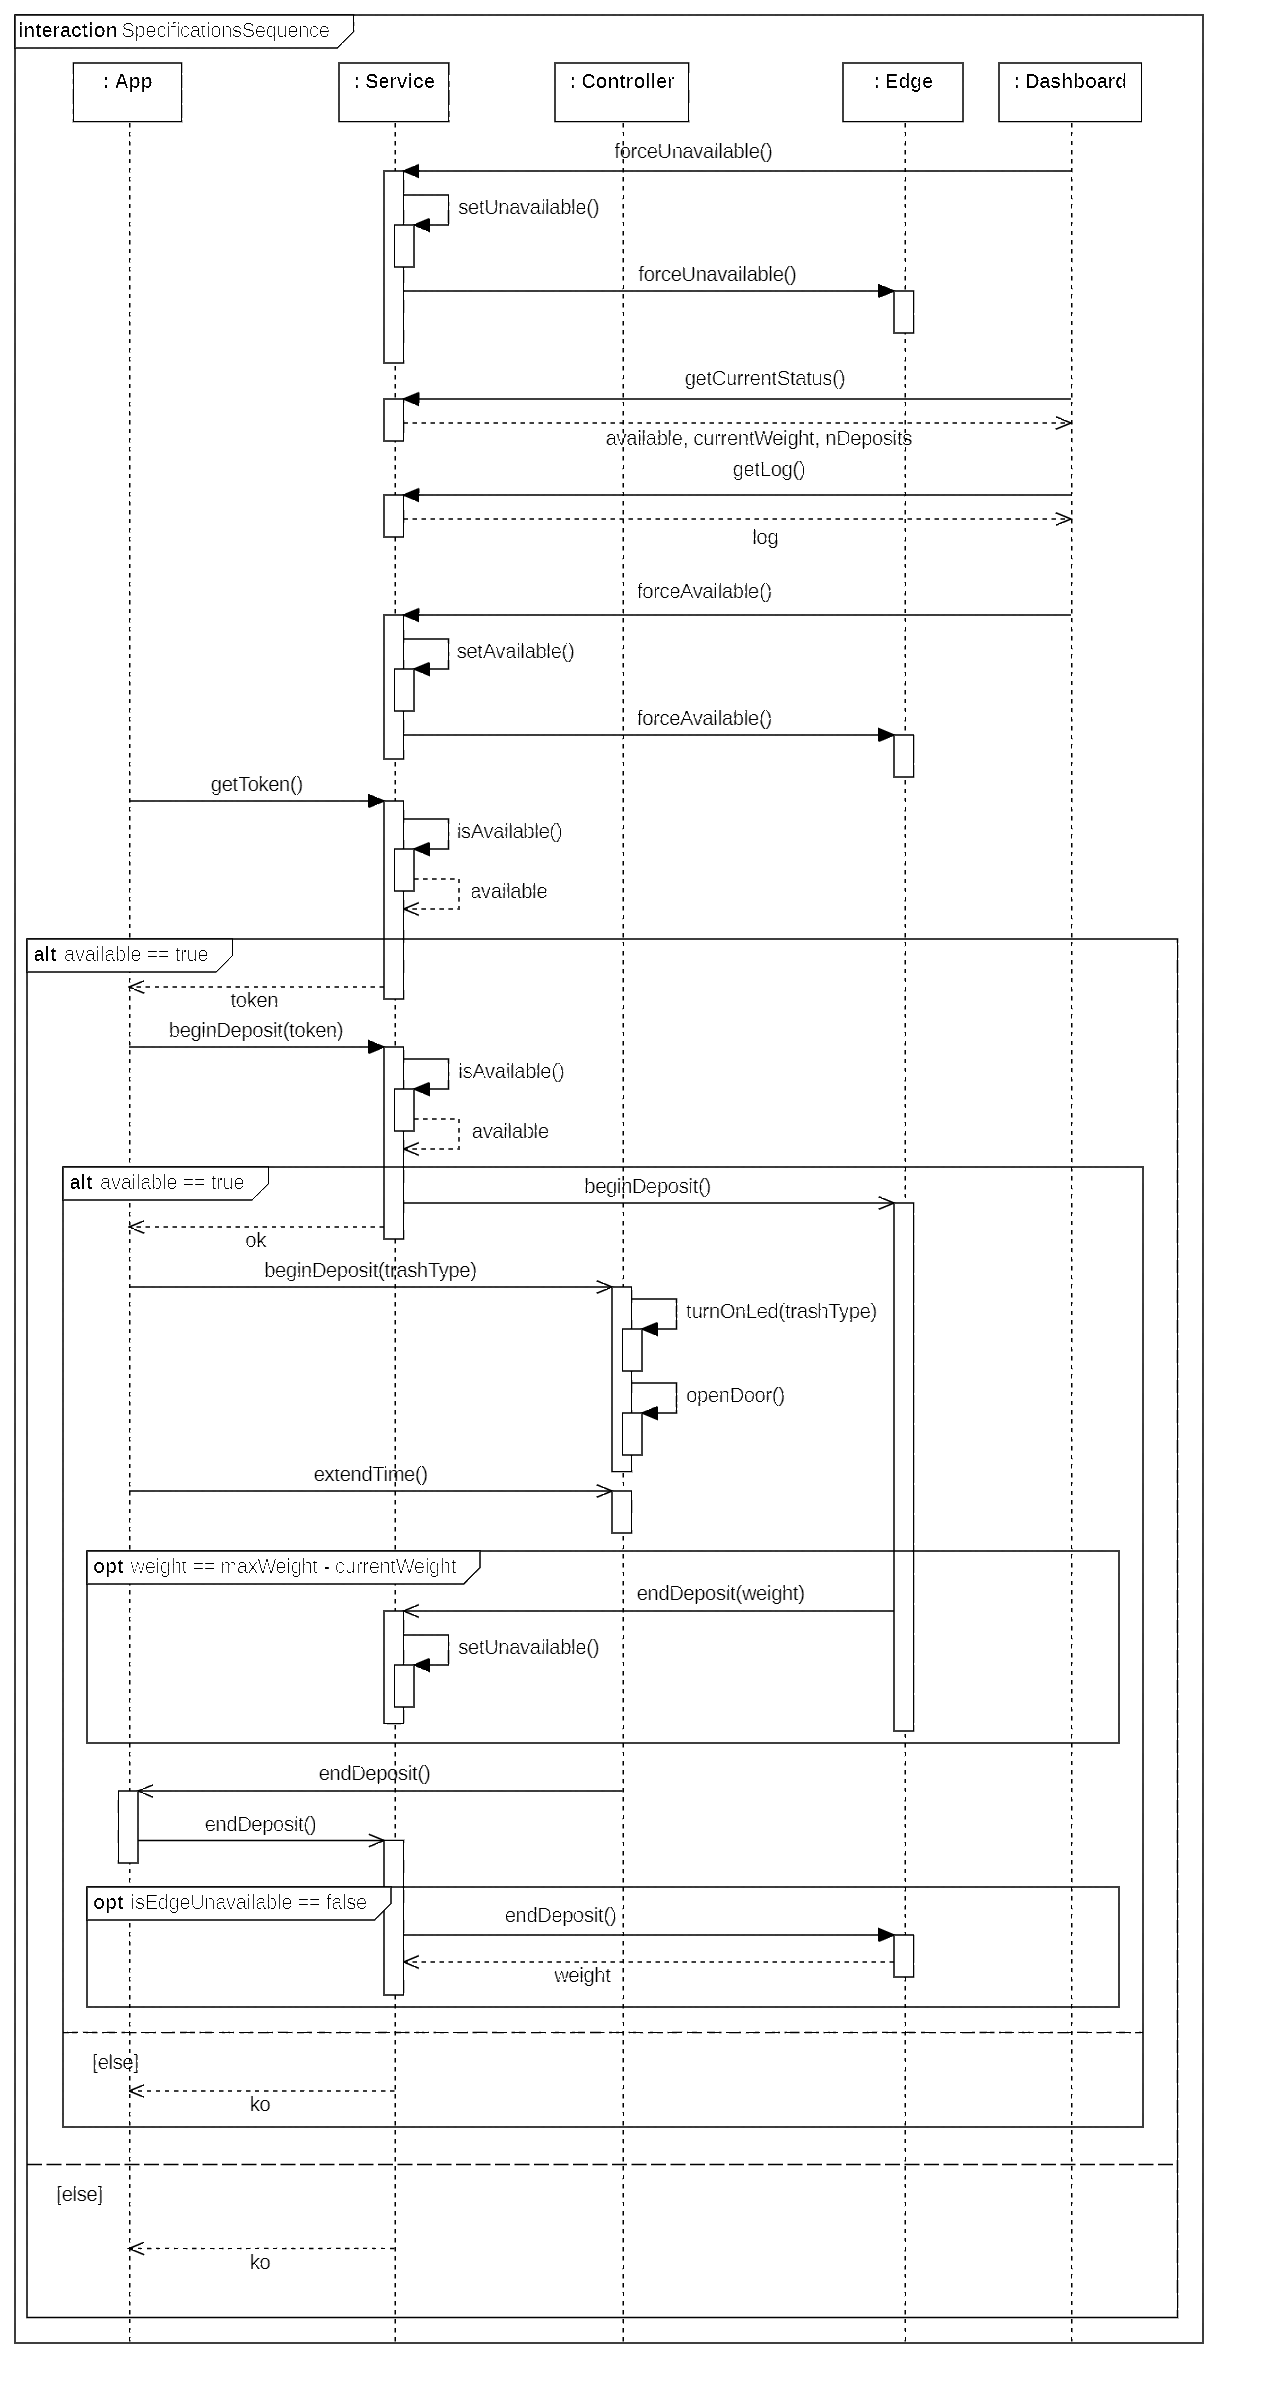 interaction SpecificationsSequence
: App
: Service
: Controller
: Edge
: Dashboard
forceUnavailable()
setUnavailable()
forceUnavailable()
getCurrentStatus()
available, currentWeight, nDeposits
getLog()
log
forceAvailable()
setAvailable()
forceAvailable()
getToken()
isAvailable()
available
alt available == true
token
beginDeposit(token)
isAvailable()
available
alt available == true
beginDeposit()
ok
beginDeposit(trashType)
turnOnLed(trashType)
openDoor()
extendTime()
opt weight == maxWeight - currentWeight
endDeposit(weight)
setUnavailable()
endDeposit()
endDeposit()
opt isEdgeUnavailable == false
endDeposit()
weight
[else]
ko
[else]
ko